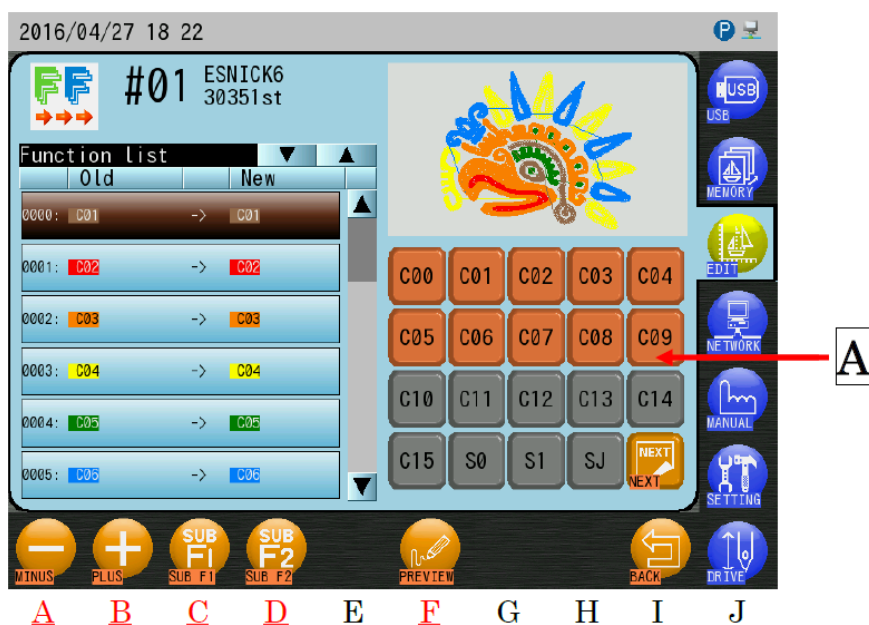 2016/04/27 18 22
P
FF
#01 ESNICK6
30351st
USB
USB
Function list ▼ ▲
Old New
MEMORY
0000: C01 -> C01
EDIT
0001: C02 -> C02
C00 C01 C02 C03 C04
0002: C03 -> C03
C05 C06 C07 C08 C09
NETWORK
A
0003: C04 -> C04
C10 C11 C12 C13 C14
MANUAL
0004: C05 -> C05
C15 S0 S1 SJ NEXT
NEXT
0005: C06 -> C06
SETTING
SUB F1 SUB F2
MINUS PLUS SUB F1 SUB F2 PREVIEW BACK DRIVE
A B C D E F G H I J